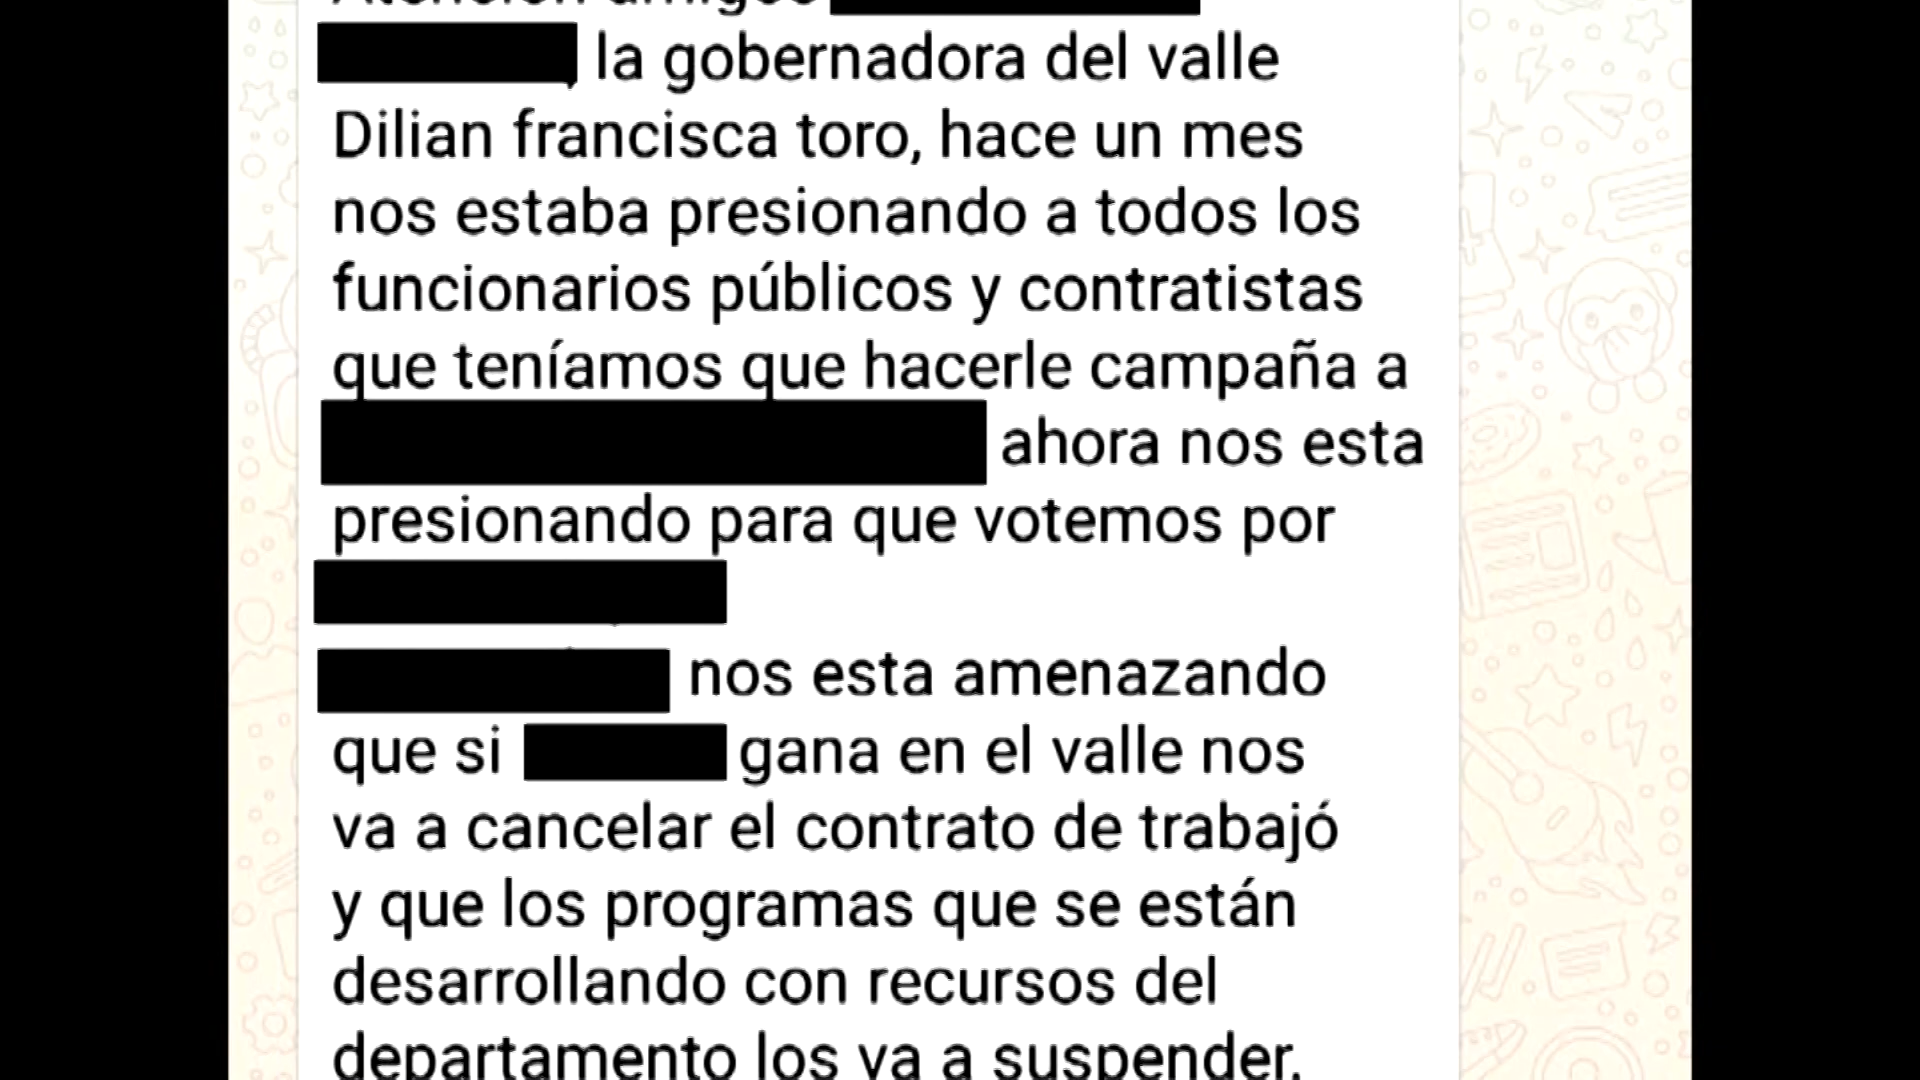 Atención amigos
, la gobernadora del valle
Dilian francisca toro, hace un mes
nos estaba presionando a todos los
funcionarios públicos y contratistas
que teníamos que hacerle campaña a
ahora nos esta
presionando para que votemos por
nos esta amenazando
que si gana en el valle nos
va a cancelar el contrato de trabajó
y que los programas que se están
desarrollando con recursos del
departamento los va a suspender.